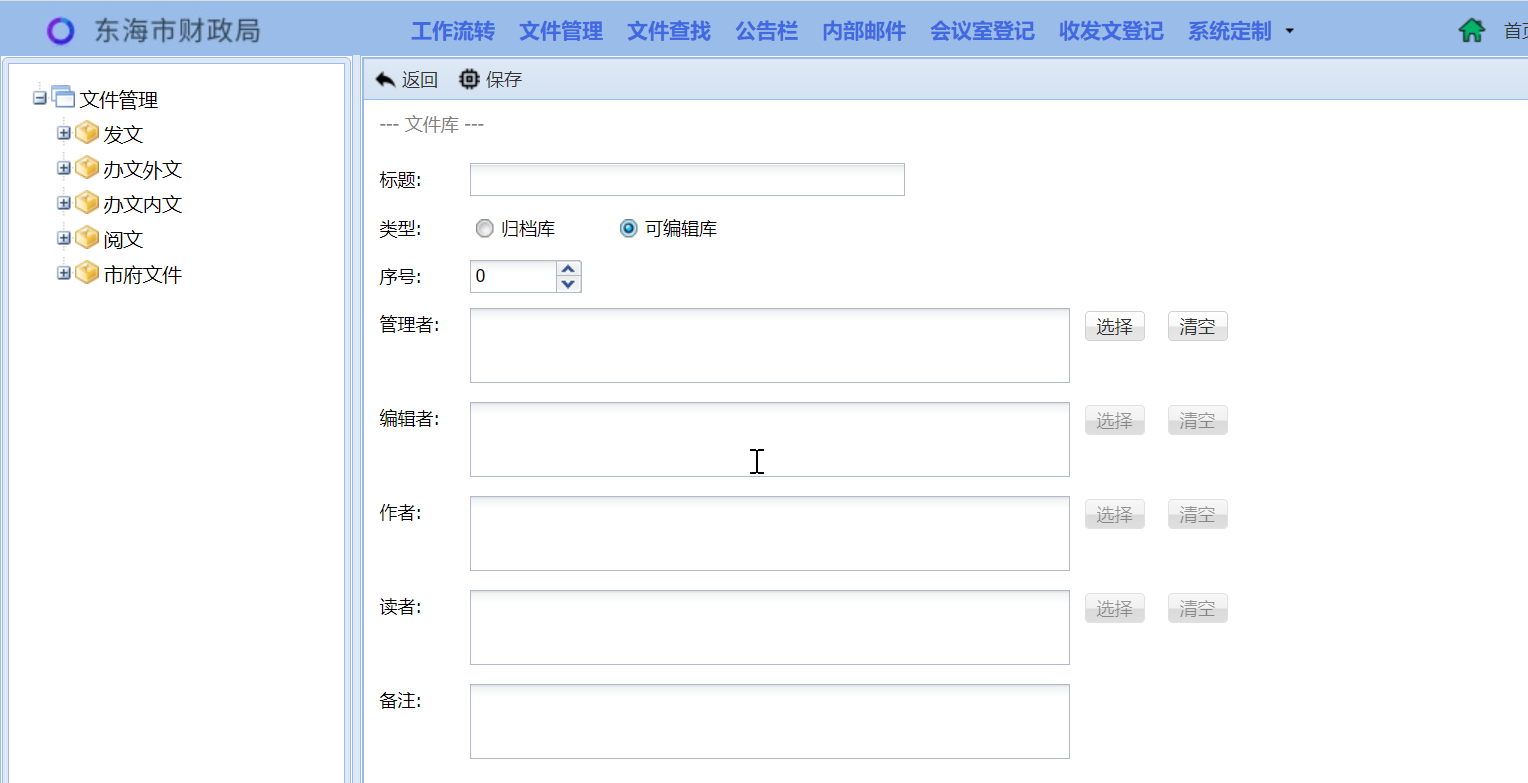 东海市财政局 工作流转 文件管理 文件查找 公告栏 内部邮件 会议室登记 收发文登记 系统定制 首页
文件管理
发文
办文外文
办文内文
阅文
市府文件
返回 保存
--- 文件库 ---
标题:
类型: 归档库 可编辑库
序号: 0
管理者: 选择 清空
编辑者: 选择 清空
作者: 选择 清空
读者: 选择 清空
备注: